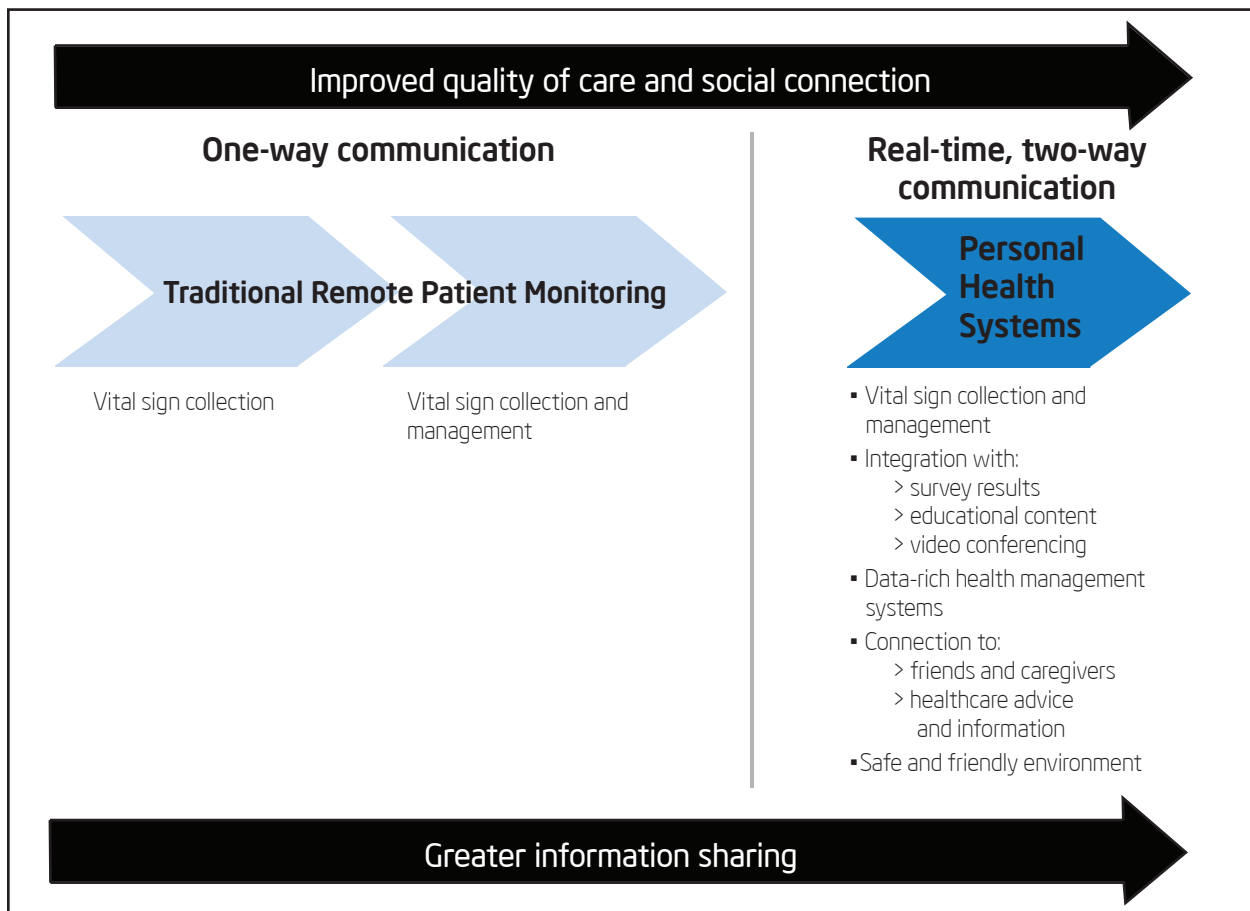 Improved quality of care and social connection
One-way communication
Traditional Remote Patient Monitoring
Vital sign collection
Vital sign collection and
management
Real-time, two-way
communication
Personal
Health
Systems
▪ Vital sign collection and
management
▪ Integration with:
> survey results
> educational content
> video conferencing
▪ Data-rich health management
systems
▪ Connection to:
> friends and caregivers
> healthcare advice
and information
▪Safe and friendly environment
Greater information sharing